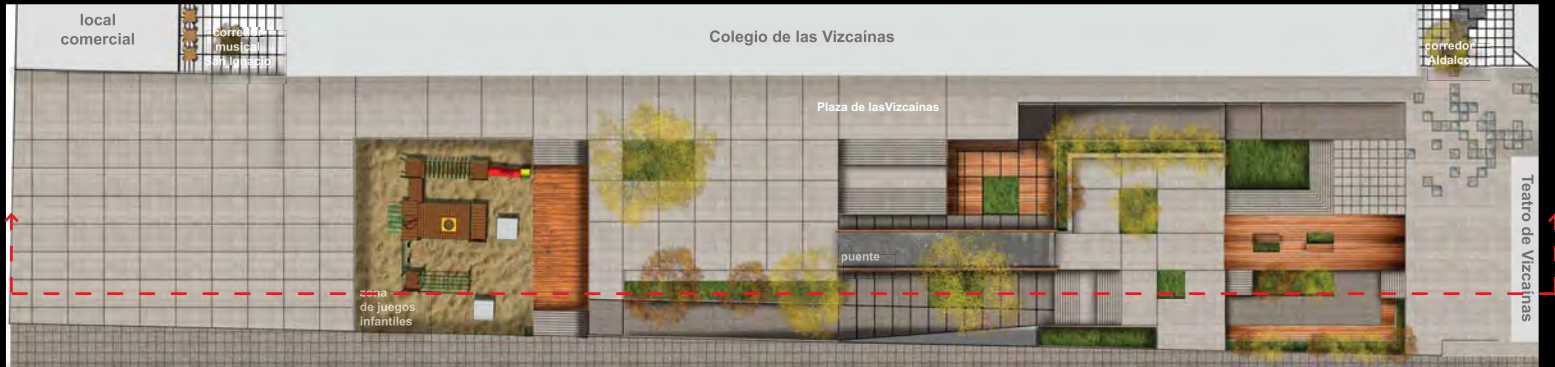 local
comercial
corredor
musical
San Ignacio
Colegio de las Vizcaínas
corredor
Aldalco
Plaza de lasVizcainas
puente
zona
de juegos
infantiles
Teatro de Vizcaínas